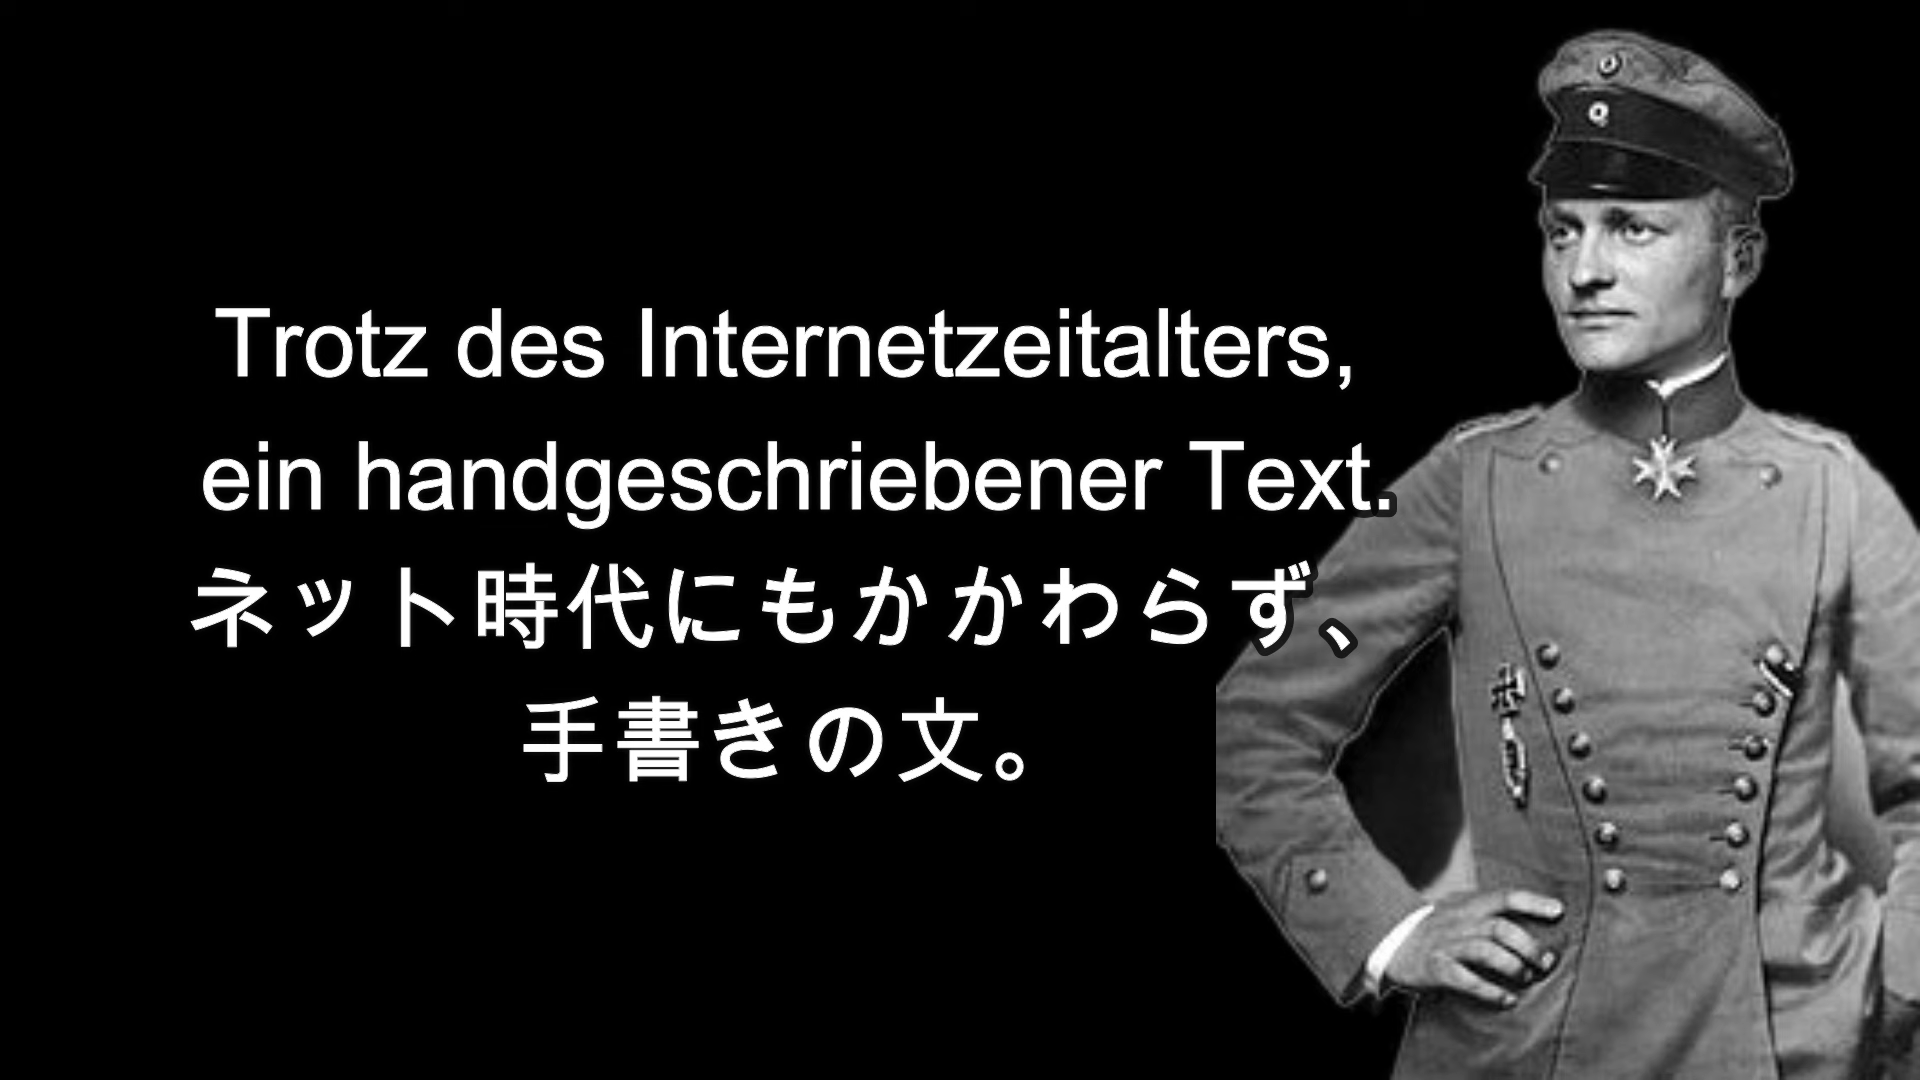 Trotz des Internetzeitalters,
ein handgeschriebener Text.
ネット時代にもかかわらず、
手書きの文。